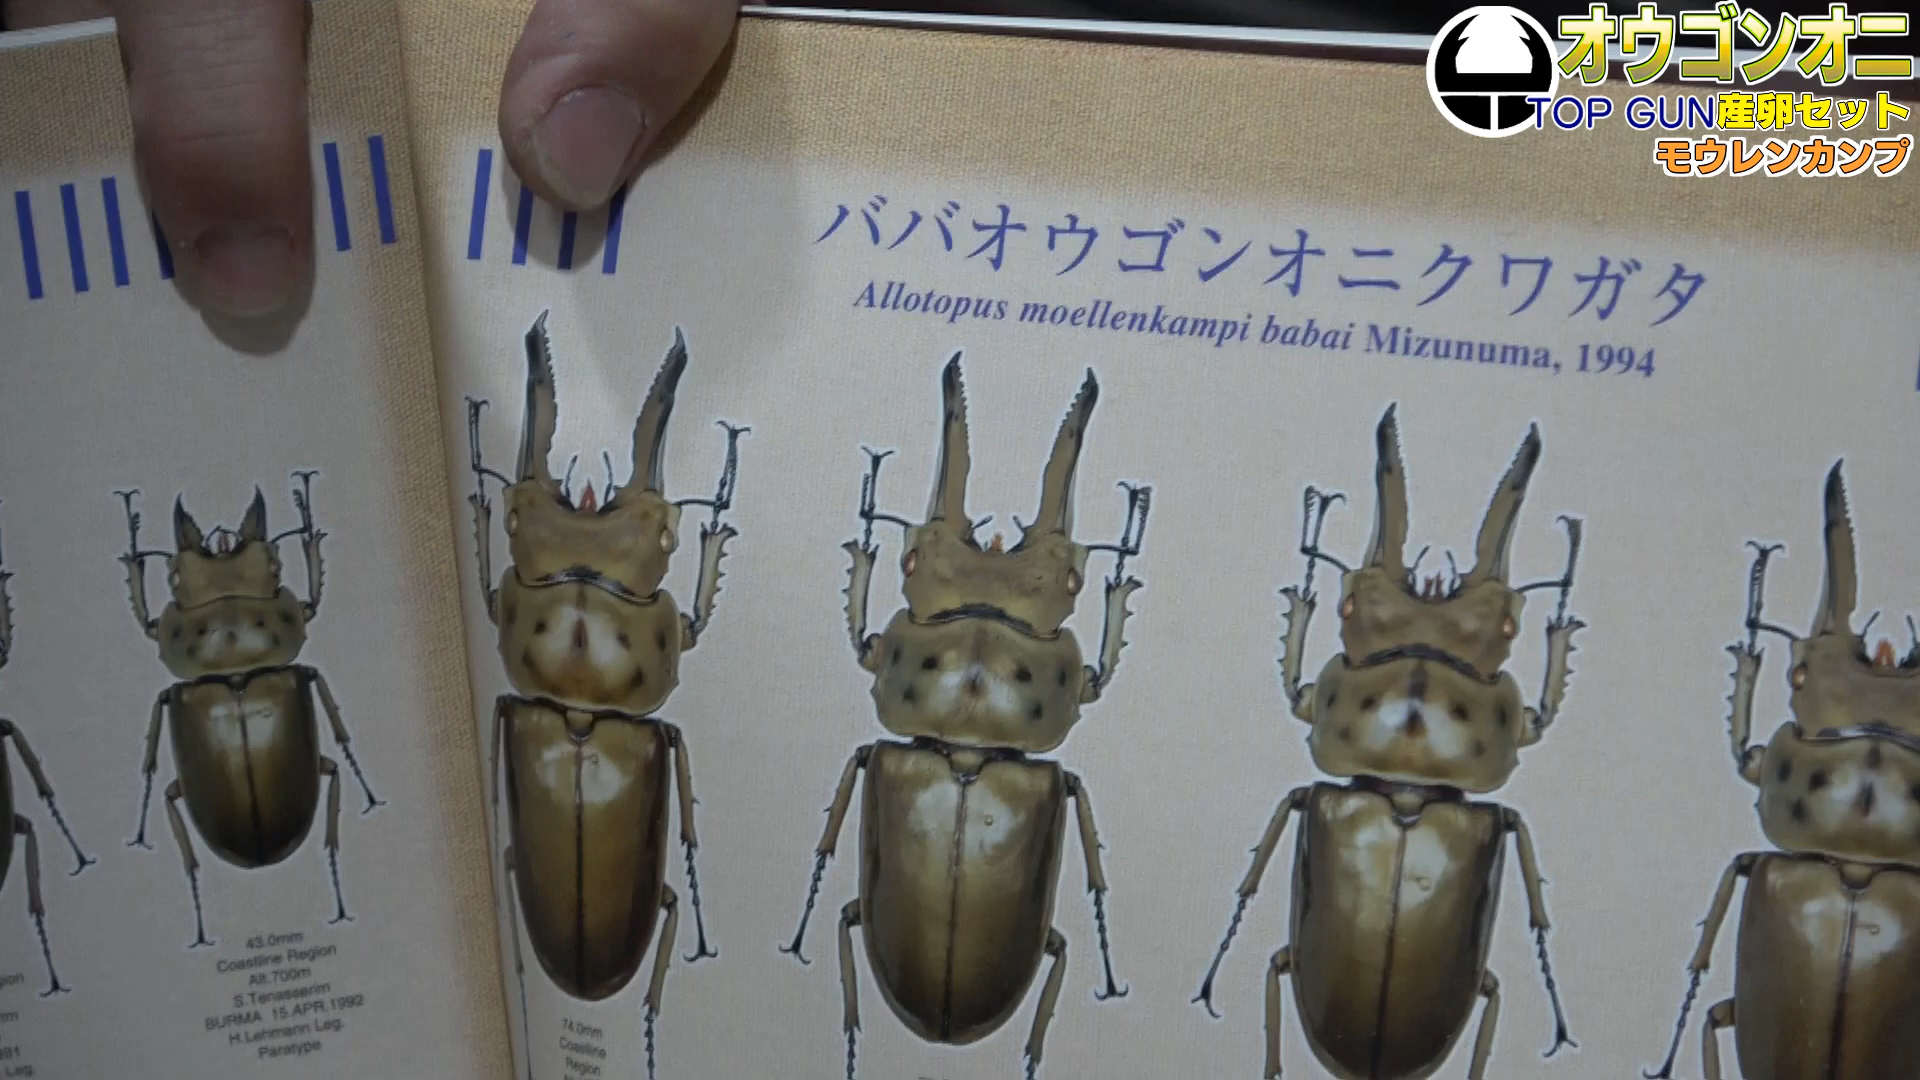 オウゴンオニ
TOP GUN産卵セット
モウレンカンプ
ババオウゴンオニクワガタ
Allotopus moellenkampi babai Mizunuma, 1994
43.0mm
Coastline Region
Alt.700m
S.Tenasserim
BURMA 15.APR.1992
H.Lehmann Leg.
Paratype
74.0mm
Coastline
Region